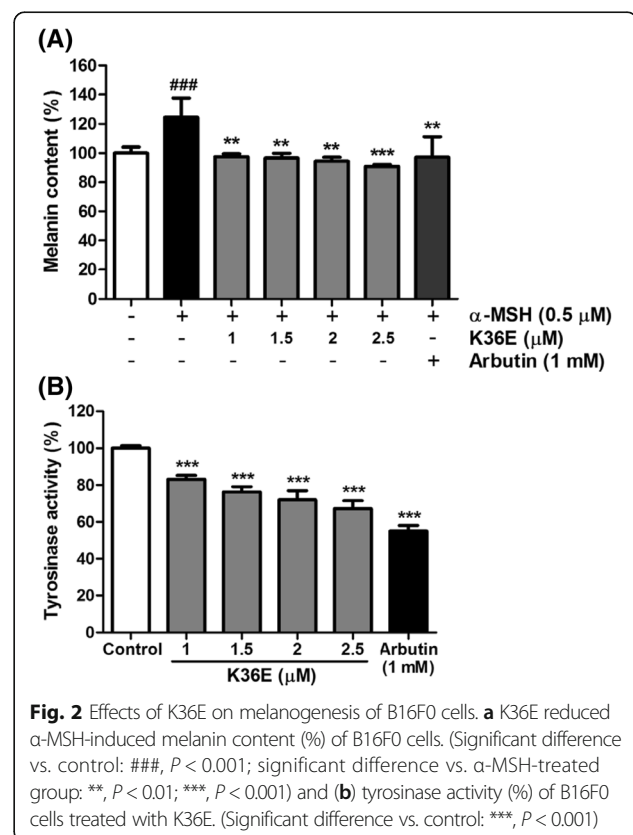 (A)
Melanin content (%)
160
140
120
100
80
60
40
20
0
###
**
**
**
***
**
- + + + + + + α-MSH (0.5 μM)
- - 1 1.5 2 2.5 - K36E (μM)
- - - - - - + Arbutin (1 mM)
(B)
Tyrosinase activity (%)
120
100
80
60
40
20
0
***
***
***
***
***
Control 1 1.5 2 2.5 Arbutin
(1 mM)
K36E (μM)
Fig. 2 Effects of K36E on melanogenesis of B16F0 cells. a K36E reduced
α-MSH-induced melanin content (%) of B16F0 cells. (Significant difference
vs. control: ###, P < 0.001; significant difference vs. α-MSH-treated
group: **, P < 0.01; ***, P < 0.001) and (b) tyrosinase activity (%) of B16F0
cells treated with K36E. (Significant difference vs. control: ***, P < 0.001)